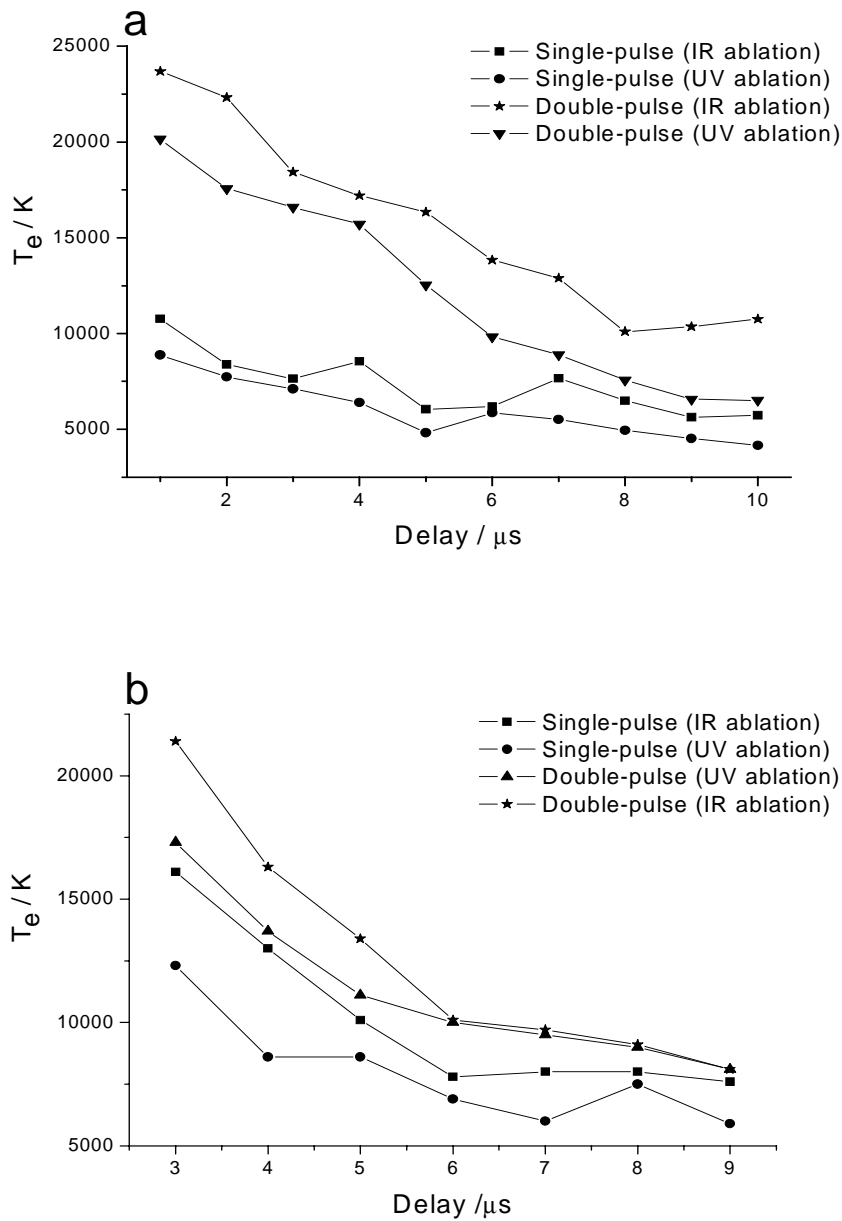 a
25000
20000
15000
10000
5000
Te / K
Single-pulse (IR ablation)
Single-pulse (UV ablation)
Double-pulse (IR ablation)
Double-pulse (UV ablation)
2 4 6 8 10
Delay / μs
b
20000
15000
10000
5000
Te / K
Single-pulse (IR ablation)
Single-pulse (UV ablation)
Double-pulse (UV ablation)
Double-pulse (IR ablation)
3 4 5 6 7 8 9
Delay /μs